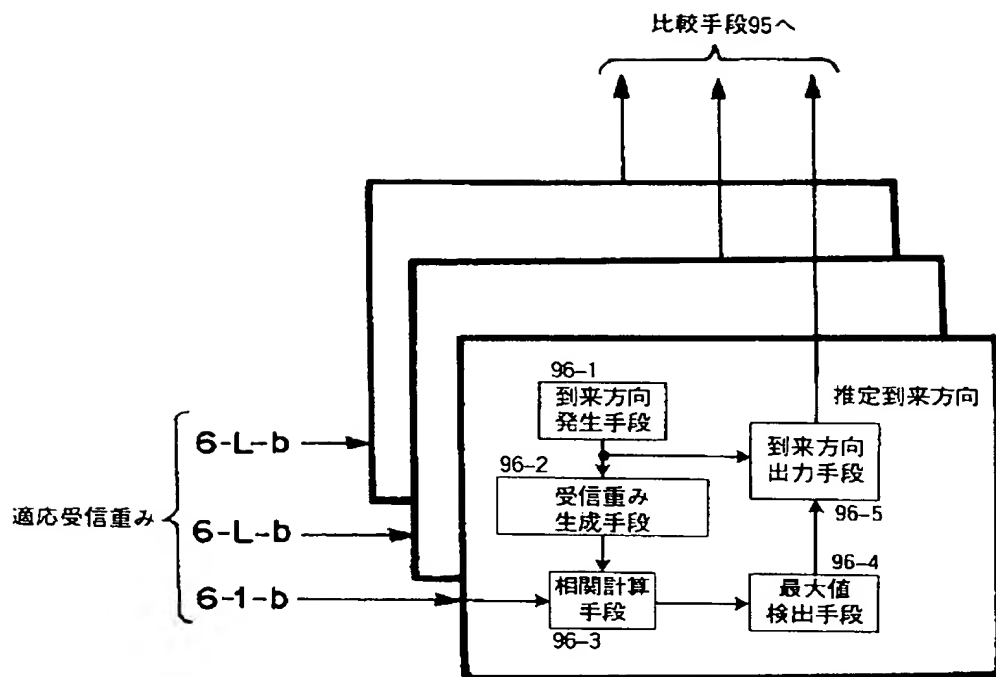 比較手段95へ
96-1
到来方向
発生手段
推定到来方向
96-2
受信重み
生成手段
到来方向
出力手段
96-5
適応受信重み
6-L-b
6-L-b
6-1-b
相関計算
手段
96-3
96-4
最大値
検出手段